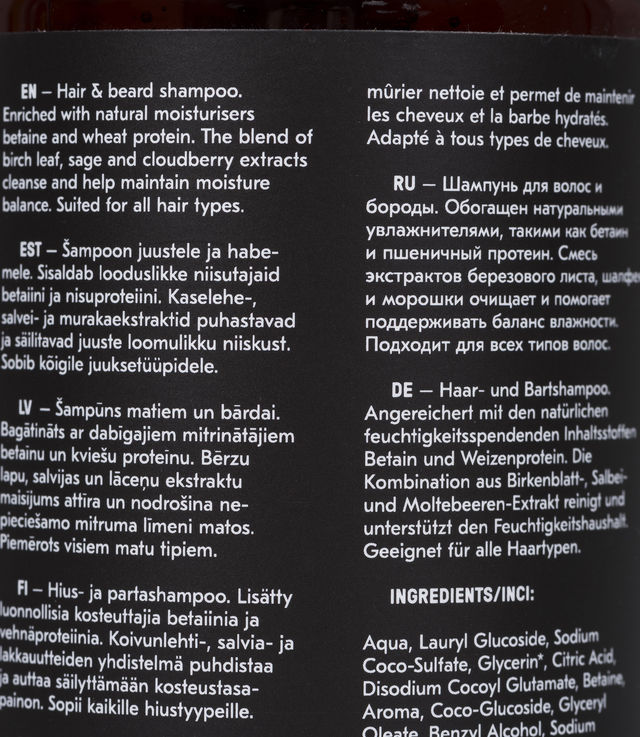 EN – Hair & beard shampoo.
Enriched with natural moisturisers
betaine and wheat protein. The blend of
birch leaf, sage and cloudberry extracts
cleanse and help maintain moisture
balance. Suited for all hair types.
EST – Šampoon juustele ja habe-
mele. Sisaldab looduslikke niisutajaid
betaiini ja nisuproteiini. Kaselehe-,
salvei- ja murakaekstraktid puhastavad
ja säilitavad juuste loomulikku niiskust.
Sobib kõigile juuksetüüpidele.
LV – Šampūns matiem un bārdai.
Bagātināts ar dabīgajiem mitrinātājiem
betaīnu un kviešu proteīnu. Bērzu
lapu, salvijas un lāceņu ekstraktu
maisījums attīra un nodrošina ne-
pieciešamo mitruma līmeni matos.
Piemērots visiem matu tipiem.
FI – Hius- ja partashampoo. Lisätty
luonnollisia kosteuttajia betaiinia ja
vehnäproteiinia. Koivunlehti-, salvia- ja
lakkauutteiden yhdistelmä puhdistaa
ja auttaa säilyttämään kosteustasa-
painon. Sopii kaikille hiustyypeille.
mûrier nettoie et permet de maintenir
les cheveux et la barbe hydratés.
Adapté à tous types de cheveux.
RU – Шампунь для волос и
бороды. Обогащен натуральными
увлажнителями, такими как бетаин
и пшеничный протеин. Смесь
экстрактов березового листа, шалфея
и морошки очищает и помогает
поддерживать баланс влажности.
Подходит для всех типов волос.
DE – Haar- und Bartshampoo.
Angereichert mit den natürlichen
feuchtigkeitsspendenden Inhaltsstoffen
Betain und Weizenprotein. Die
Kombination aus Birkenblatt-, Salbei-
und Moltebeeren-Extrakt reinigt und
unterstützt den Feuchtigkeitshaushalt.
Geeignet für alle Haartypen.
INGREDIENTS/INCI:
Aqua, Lauryl Glucoside, Sodium
Coco-Sulfate, Glycerin*, Citric Acid,
Disodium Cocoyl Glutamate, Betaine,
Aroma, Coco-Glucoside, Glyceryl
Oleate, Benzyl Alcohol, Sodium